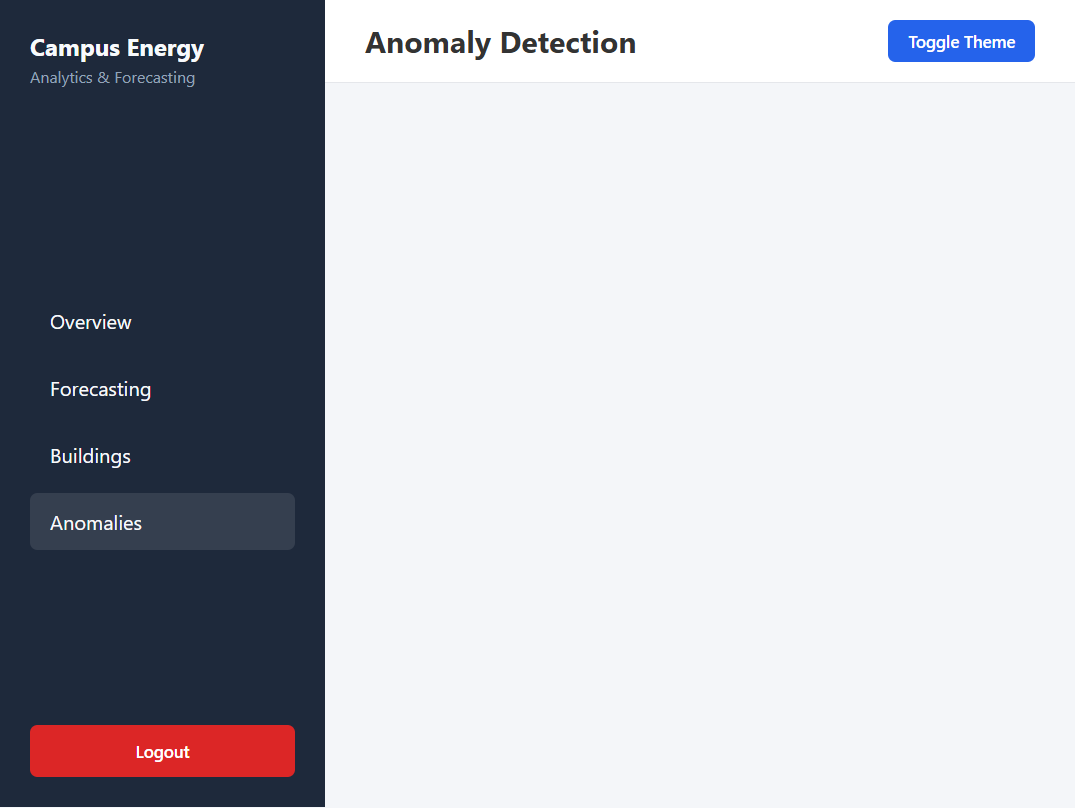 Campus Energy
Analytics & Forecasting
Overview
Forecasting
Buildings
Anomalies
Logout
Anomaly Detection
Toggle Theme